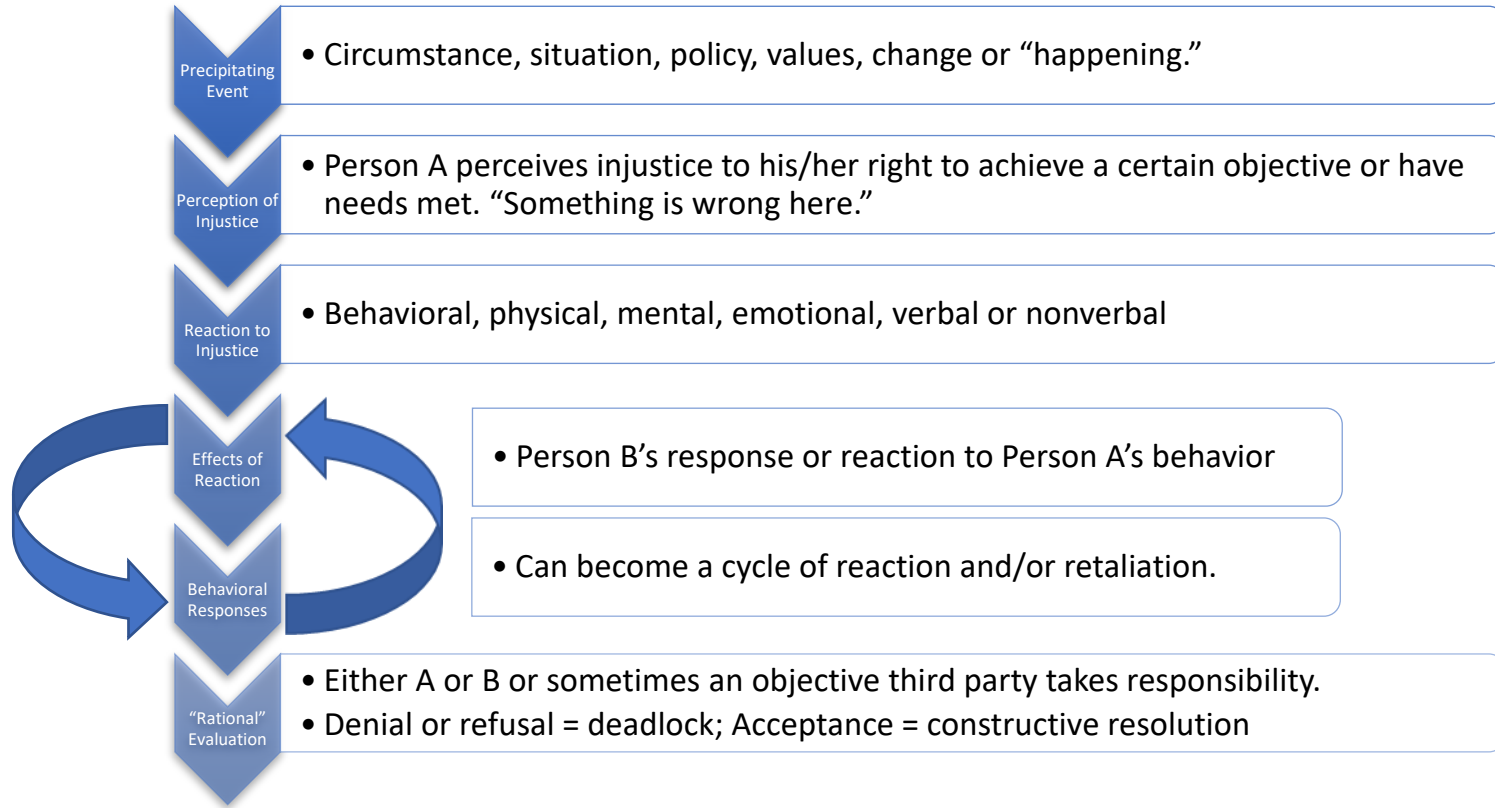 Precipitating
Event
• Circumstance, situation, policy, values, change or “happening.”
Perception of
Injustice
• Person A perceives injustice to his/her right to achieve a certain objective or have
needs met. “Something is wrong here.”
Reaction to
Injustice
• Behavioral, physical, mental, emotional, verbal or nonverbal
Effects of
Reaction
• Person B’s response or reaction to Person A’s behavior
Behavioral
Responses
• Can become a cycle of reaction and/or retaliation.
“Rational”
Evaluation
• Either A or B or sometimes an objective third party takes responsibility.
• Denial or refusal = deadlock; Acceptance = constructive resolution